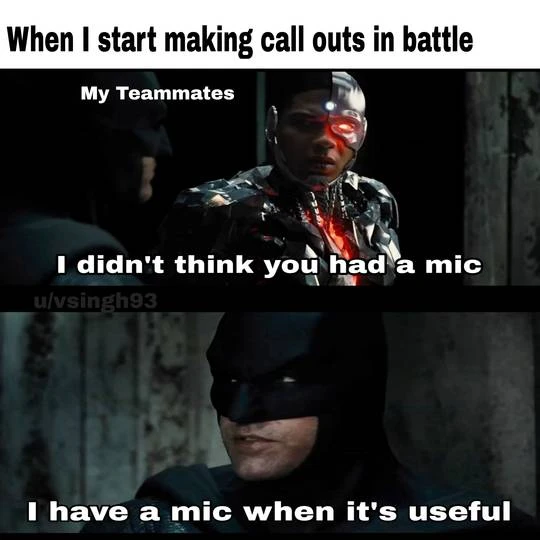 When I start making call outs in battle
My Teammates
I didn't think you had a mic
u/vsingh93
I have a mic when it's useful